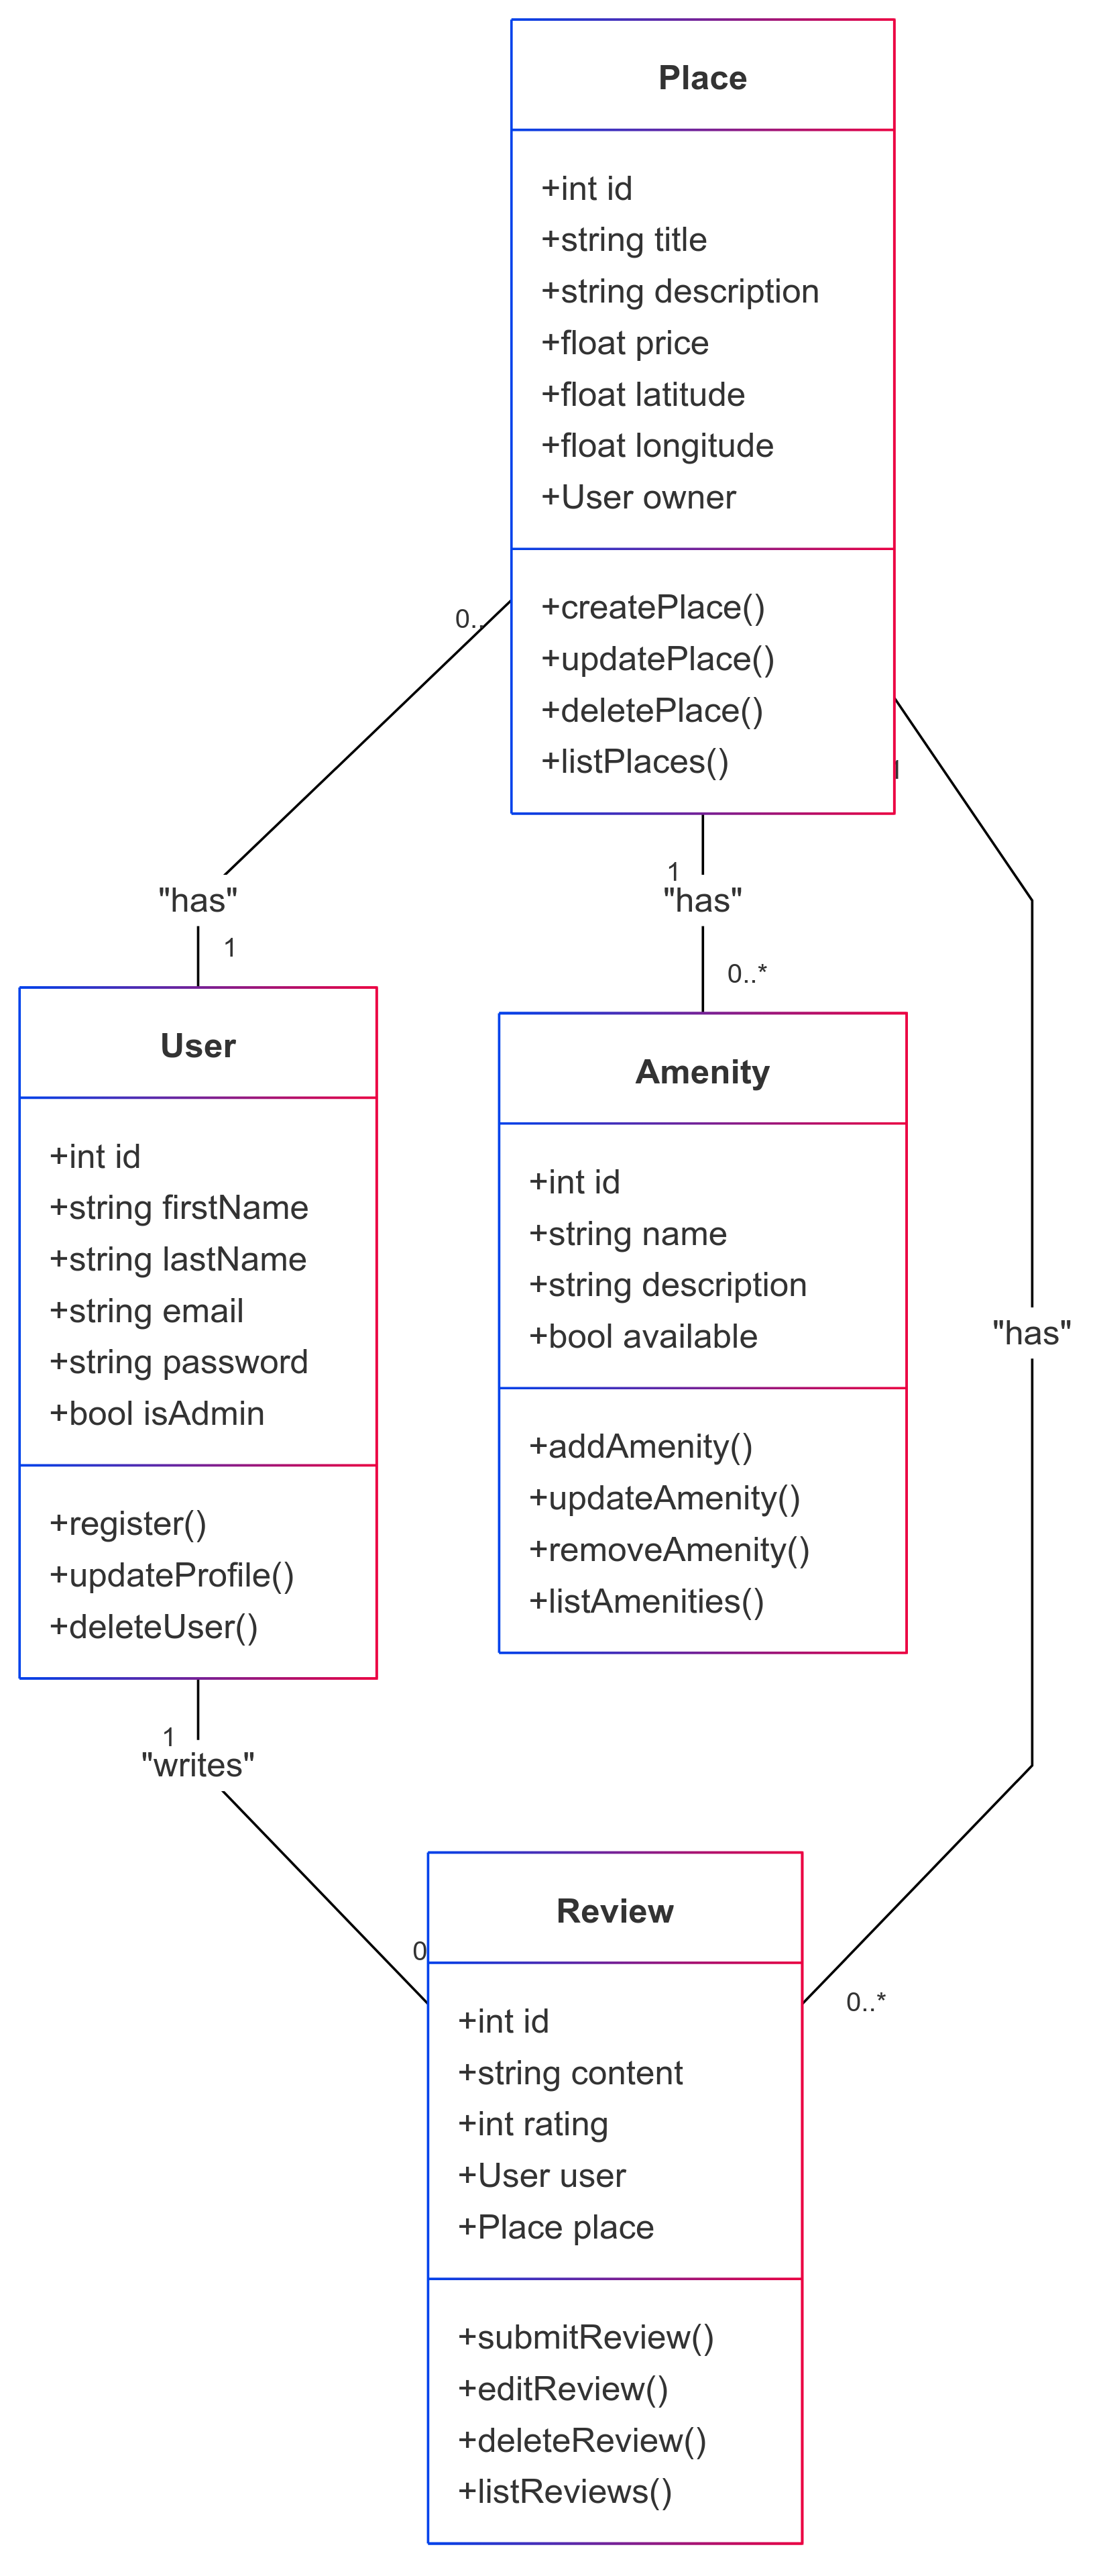 Place
+int id
+string title
+string description
+float price
+float latitude
+float longitude
+User owner
+createPlace()
+updatePlace()
+deletePlace()
+listPlaces()
0..
1
"has"
1
1
"has"
0..*
User
+int id
+string firstName
+string lastName
+string email
+string password
+bool isAdmin
+register()
+updateProfile()
+deleteUser()
Amenity
+int id
+string name
+string description
+bool available
+addAmenity()
+updateAmenity()
+removeAmenity()
+listAmenities()
"has"
1
"writes"
0
0..*
Review
+int id
+string content
+int rating
+User user
+Place place
+submitReview()
+editReview()
+deleteReview()
+listReviews()